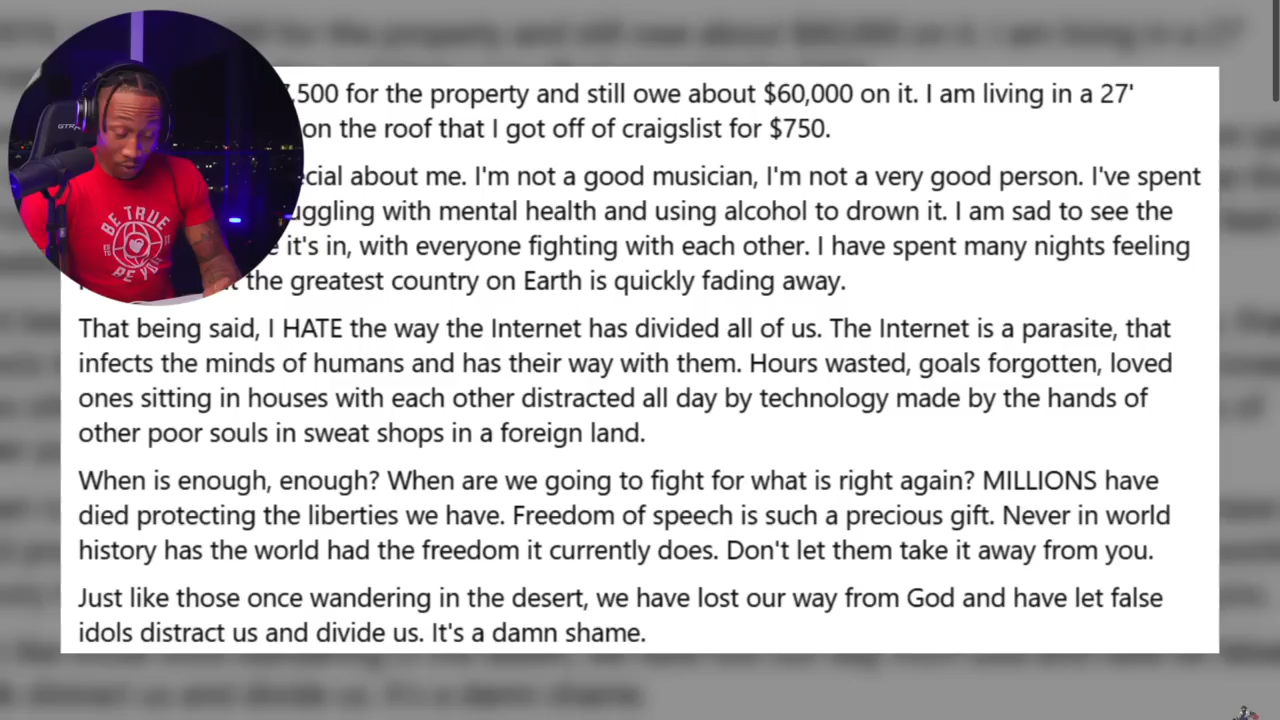 .500 for the property and still owe about $60,000 on it. I am living in a 27'
on the roof that I got off of craigslist for $750.
about me. I'm not a good musician, I'm not a very good person. I've spent
with mental health and using alcohol to drown it. I am sad to see the
it's in, with everyone fighting with each other. I have spent many nights feeling
the greatest country on Earth is quickly fading away.
That being said, I HATE the way the Internet has divided all of us. The Internet is a parasite, that
infects the minds of humans and has their way with them. Hours wasted, goals forgotten, loved
ones sitting in houses with each other distracted all day by technology made by the hands of
other poor souls in sweat shops in a foreign land.
When is enough, enough? When are we going to fight for what is right again? MILLIONS have
died protecting the liberties we have. Freedom of speech is such a precious gift. Never in world
history has the world had the freedom it currently does. Don't let them take it away from you.
Just like those once wandering in the desert, we have lost our way from God and have let false
idols distract us and divide us. It's a damn shame.
BE TRUE
BE YOU